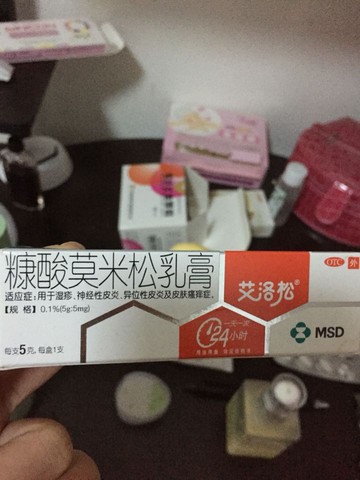 糠酸莫米松乳膏
适应症：用于湿疹、神经性皮炎、异位性皮炎及皮肤瘙痒症。
【规 格】0.1%(5g:5mg)
每支5克，每盒1支
艾洛松®
一天一次
24小时
OTC 外
MSD